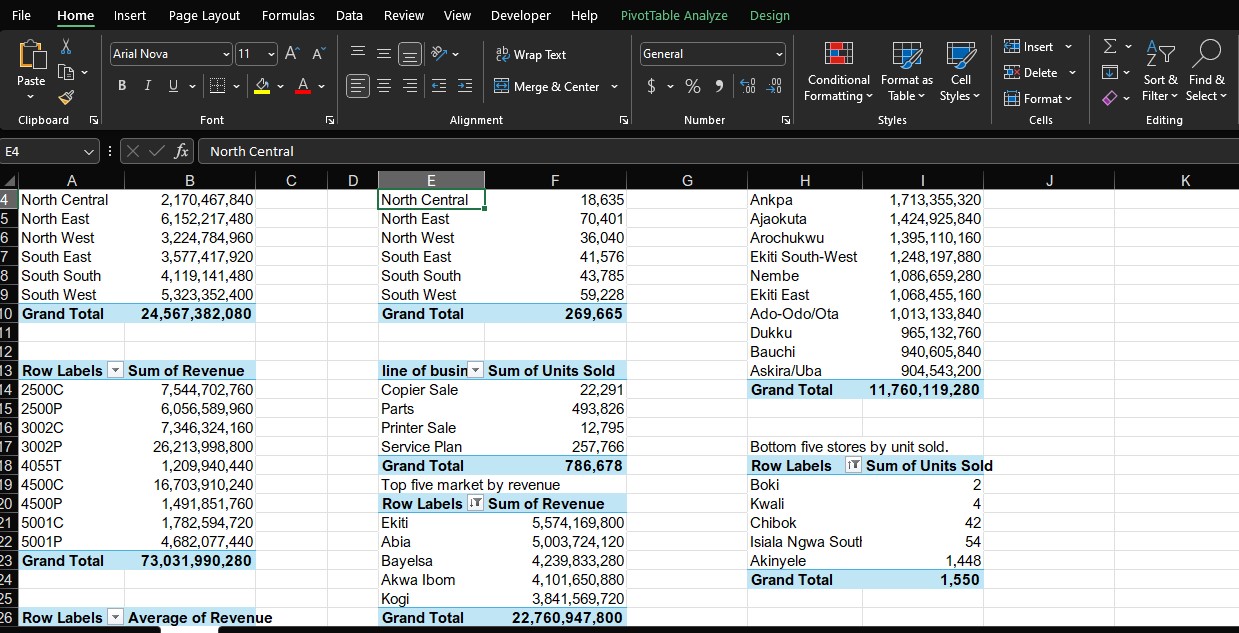 File Home Insert Page Layout Formulas Data Review View Developer Help PivotTable Analyze Design
Arial Nova 11 A A ab Wrap Text General Insert
Paste Conditional Format as Cell Delete Sort & Find &
B I U A Merge & Center $ % Formatting Table Styles Format Filter Select
Clipboard Font Alignment Number Styles Cells Editing
E4 fx North Central
A B C D E F G H I J K
4 North Central 2,170,467,840 North Central 18,635 Ankpa 1,713,355,320
5 North East 6,152,217,480 North East 70,401 Ajaokuta 1,424,925,840
6 North West 3,224,784,960 North West 36,040 Arochukwu 1,395,110,160
7 South East 3,577,417,920 South East 41,576 Ekiti South-West 1,248,197,880
8 South South 4,119,141,480 South South 43,785 Nembe 1,086,659,280
9 South West 5,323,352,400 South West 59,228 Ekiti East 1,068,455,160
10 Grand Total 24,567,382,080 Grand Total 269,665 Ado-Odo/Ota 1,013,133,840
11 Dukku 965,132,760
12 Bauchi 940,605,840
13 Row Labels Sum of Revenue line of busin Sum of Units Sold Askira/Uba 904,543,200
14 2500C 7,544,702,760 Copier Sale 22,291 Grand Total 11,760,119,280
15 2500P 6,056,589,960 Parts 493,826
16 3002C 7,346,324,160 Printer Sale 12,795
17 3002P 26,213,998,800 Service Plan 257,766 Bottom five stores by unit sold.
18 4055T 1,209,940,440 Grand Total 786,678 Row Labels Sum of Units Sold
19 4500C 16,703,910,240 Top five market by revenue Boki 2
20 4500P 1,491,851,760 Row Labels Sum of Revenue Kwali 4
21 5001C 1,782,594,720 Ekiti 5,574,169,800 Chibok 42
22 5001P 4,682,077,440 Abia 5,003,724,120 Isiala Ngwa South 54
23 Grand Total 73,031,990,280 Bayelsa 4,239,833,280 Akinyele 1,448
24 Akwa Ibom 4,101,650,880 Grand Total 1,550
25 Kogi 3,841,569,720
26 Row Labels Average of Revenue Grand Total 22,760,947,800